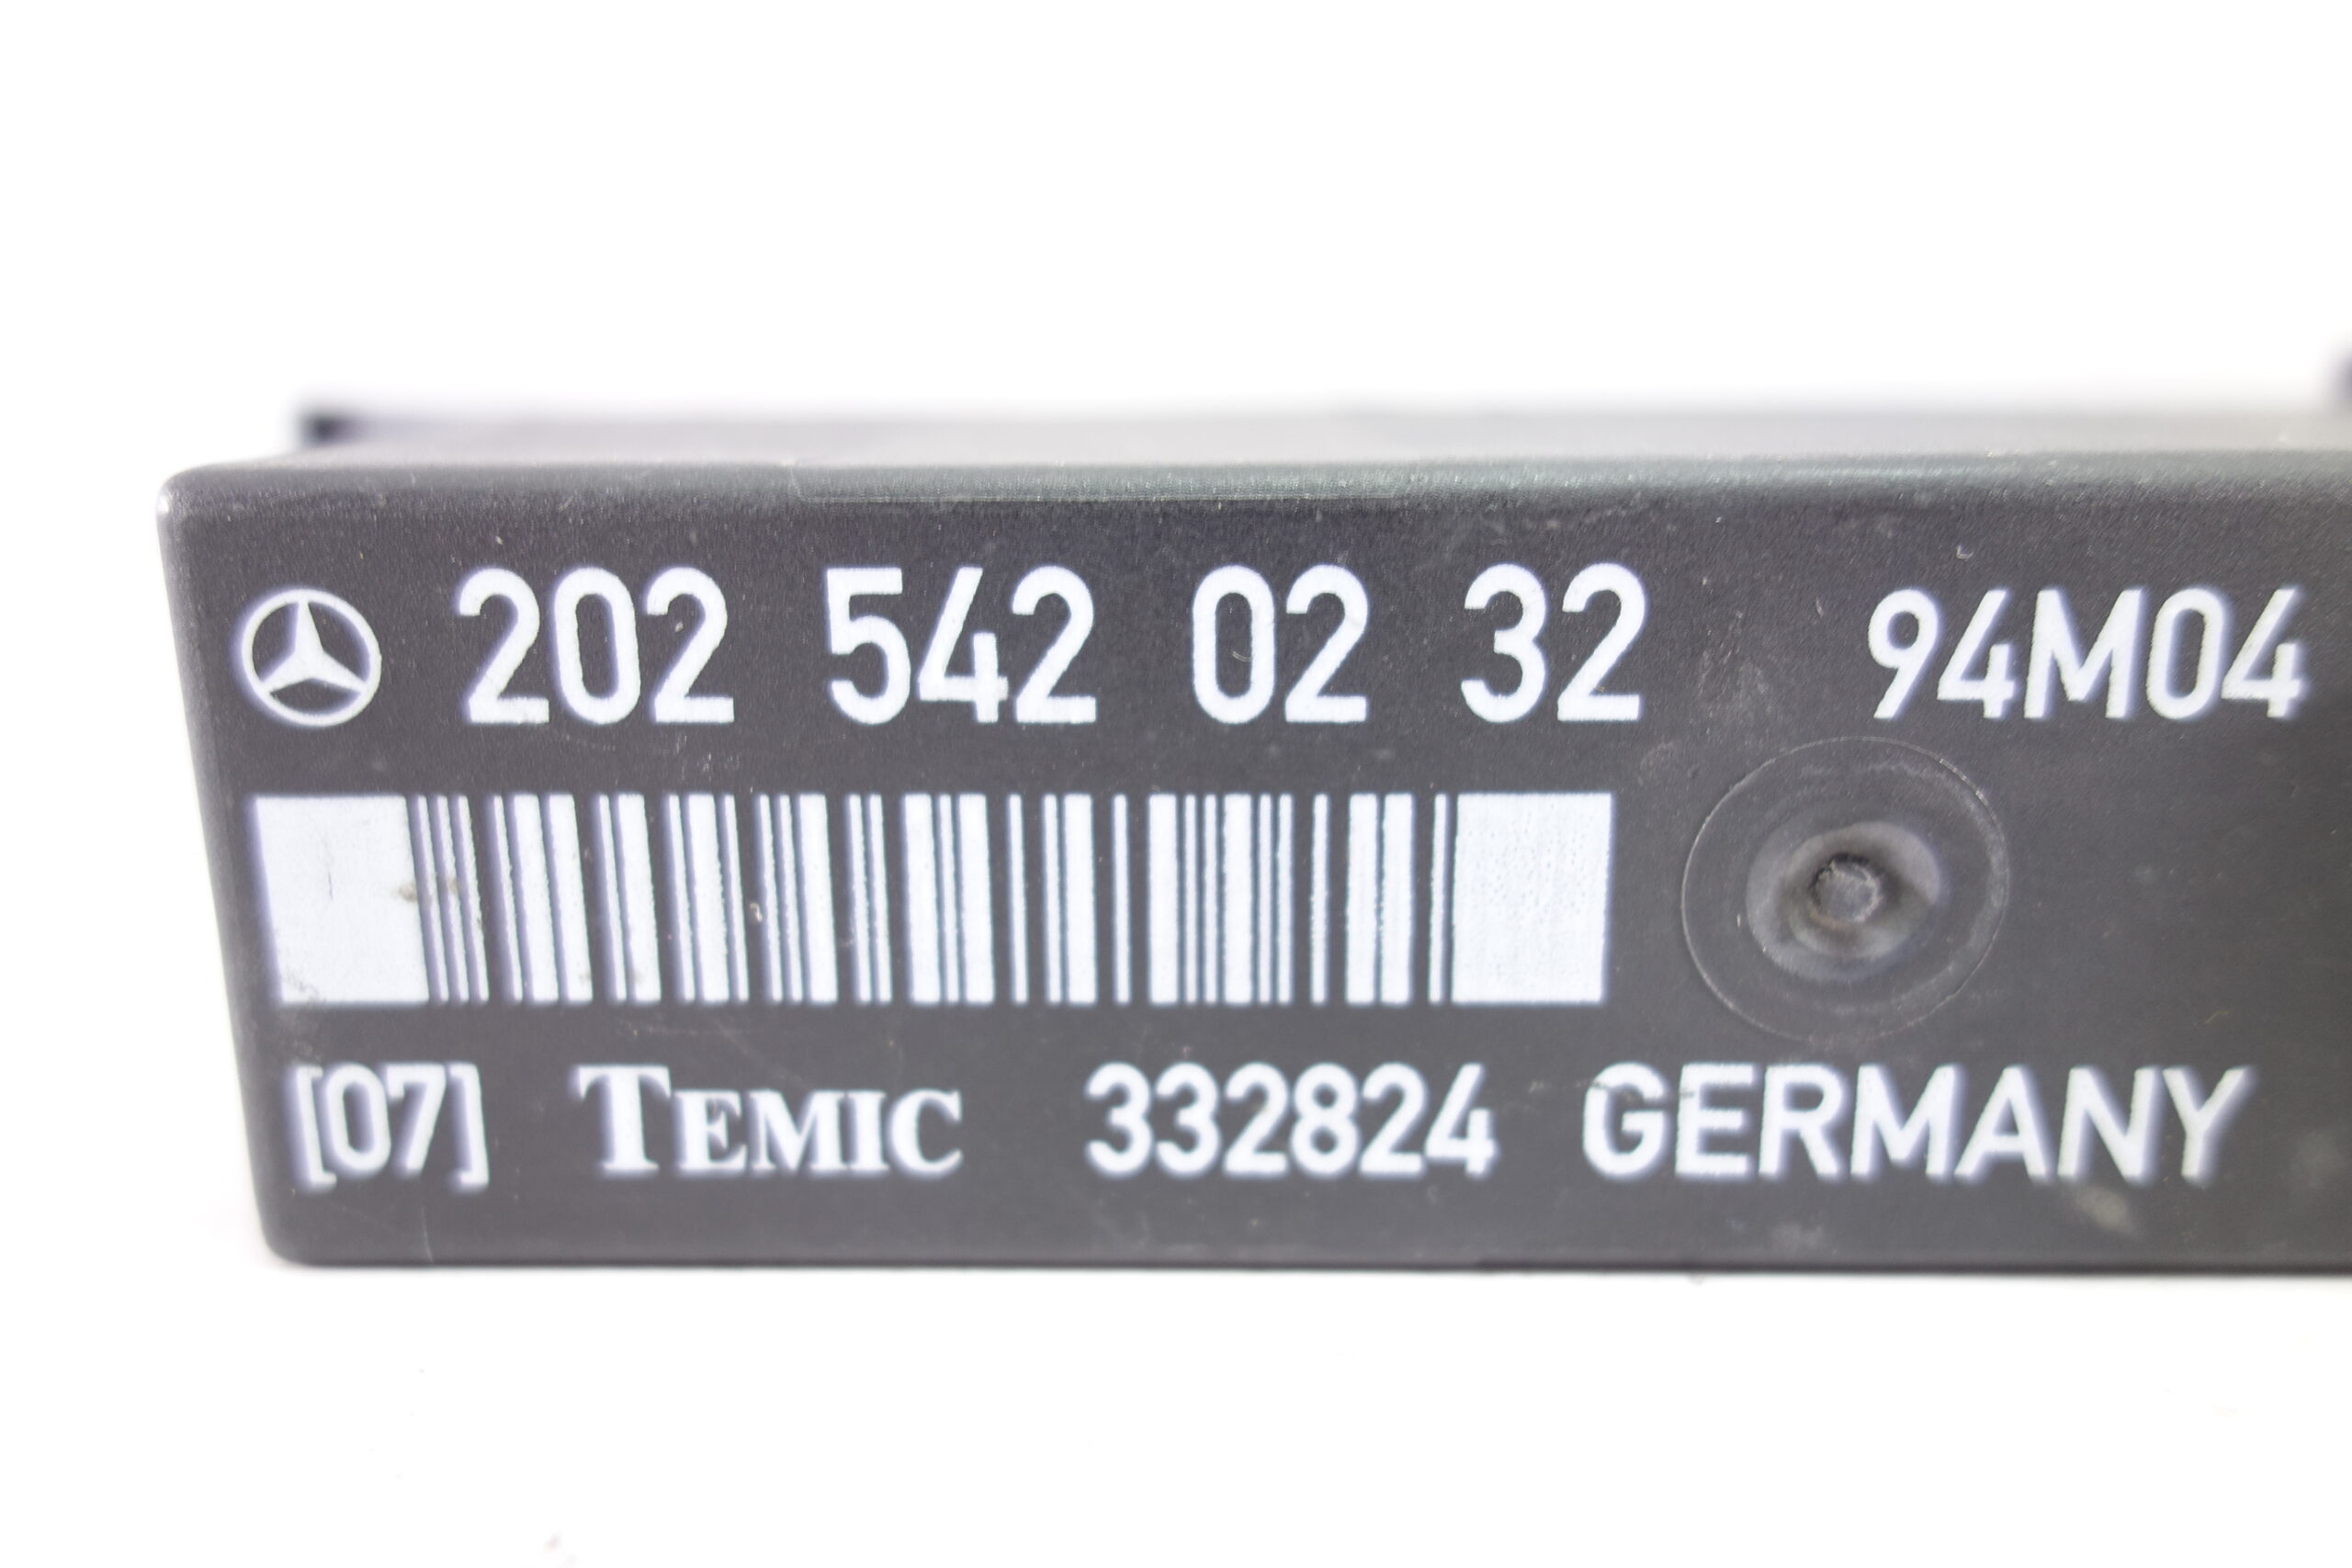 202 542 02 32 94M04
[07] TEMIC 332824 GERMANY